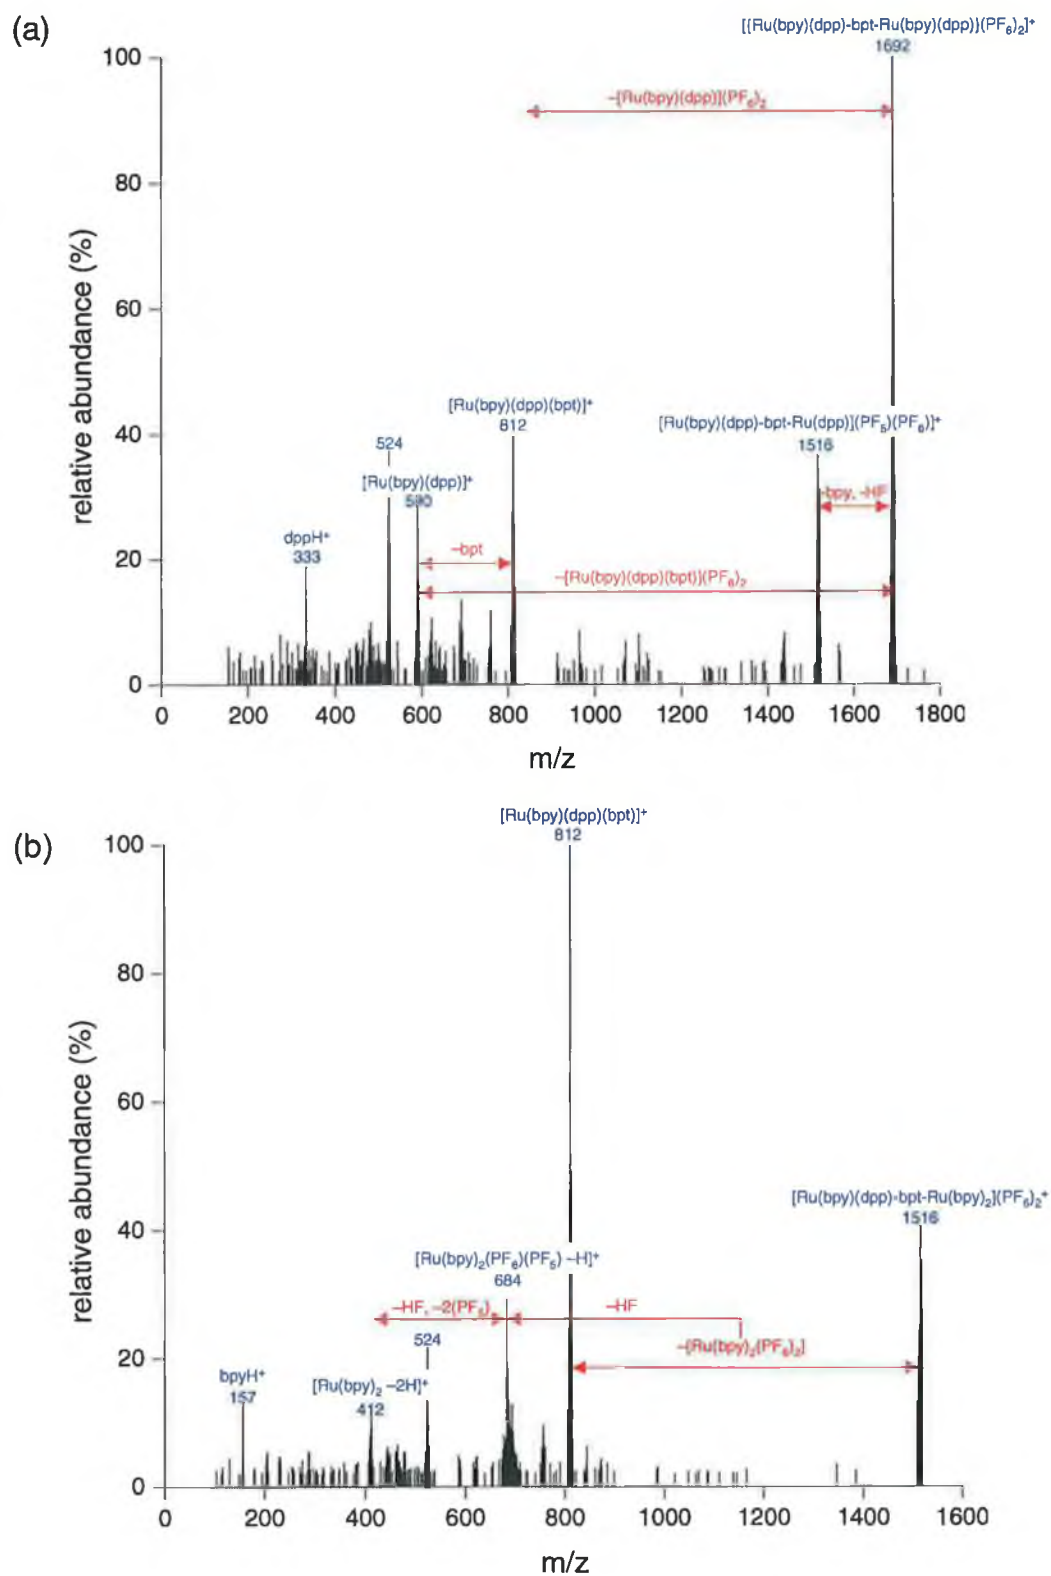 (a)
[{Ru(bpy)(dpp)-bpt-Ru(bpy)(dpp)}(PF₆)₂]⁺
1692
–[Ru(bpy)(dpp)](PF₆)₂
100
80
60
40
20
0
relative abundance (%)
[Ru(bpy)(dpp)(bpt)]⁺
812
[Ru(bpy)(dpp)-bpt-Ru(dpp)](PF₅)(PF₆)]⁺
1516
524
[Ru(bpy)(dpp)]⁺
590
-bpy, -HF
dppH⁺
333
–bpt
–[Ru(bpy)(dpp)(bpt)](PF₆)₂
0 200 400 600 800 1000 1200 1400 1600 1800
m/z
(b)
[Ru(bpy)(dpp)(bpt)]⁺
812
100
80
60
40
20
0
relative abundance (%)
[Ru(bpy)(dpp)-bpt-Ru(bpy)₂](PF₆)₂⁺
1516
[Ru(bpy)₂(PF₆)(PF₅) –H]⁺
684
–HF, –2(PF₅)
–HF
524
–[Ru(bpy)₂(PF₆)₂]
bpyH⁺
157
[Ru(bpy)₂ –2H]⁺
412
0 200 400 600 800 1000 1200 1400 1600
m/z